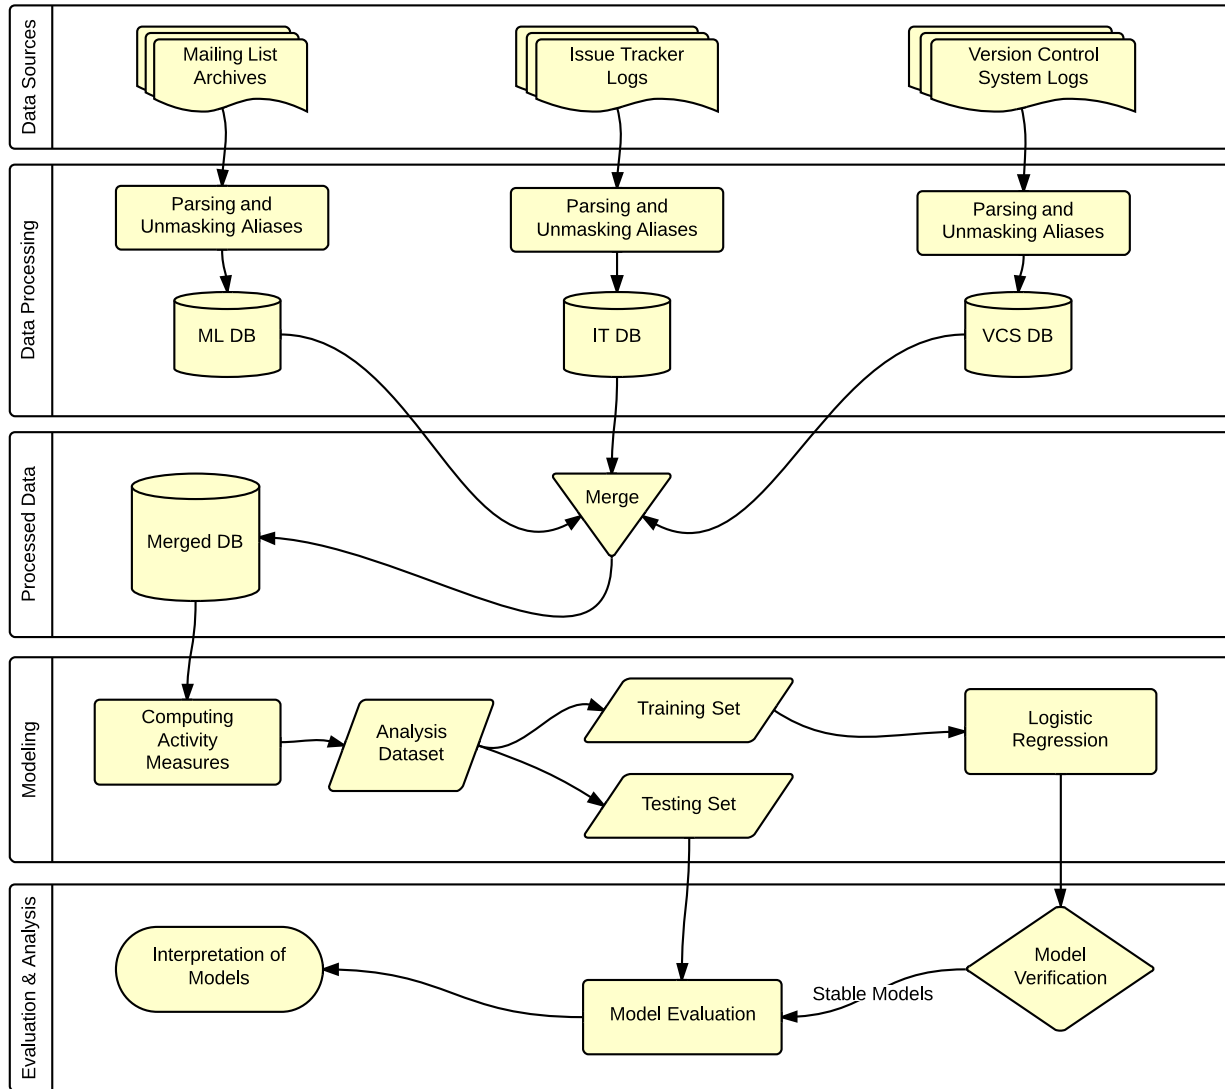 Data Sources
Mailing List
Archives
Issue Tracker
Logs
Version Control
System Logs
Data Processing
Parsing and
Unmasking Aliases
Parsing and
Unmasking Aliases
Parsing and
Unmasking Aliases
ML DB
IT DB
VCS DB
Processed Data
Merge
Merged DB
Modeling
Computing
Activity
Measures
Analysis
Dataset
Training Set
Testing Set
Logistic
Regression
Evaluation & Analysis
Interpretation of
Models
Model Evaluation
Stable Models
Model
Verification